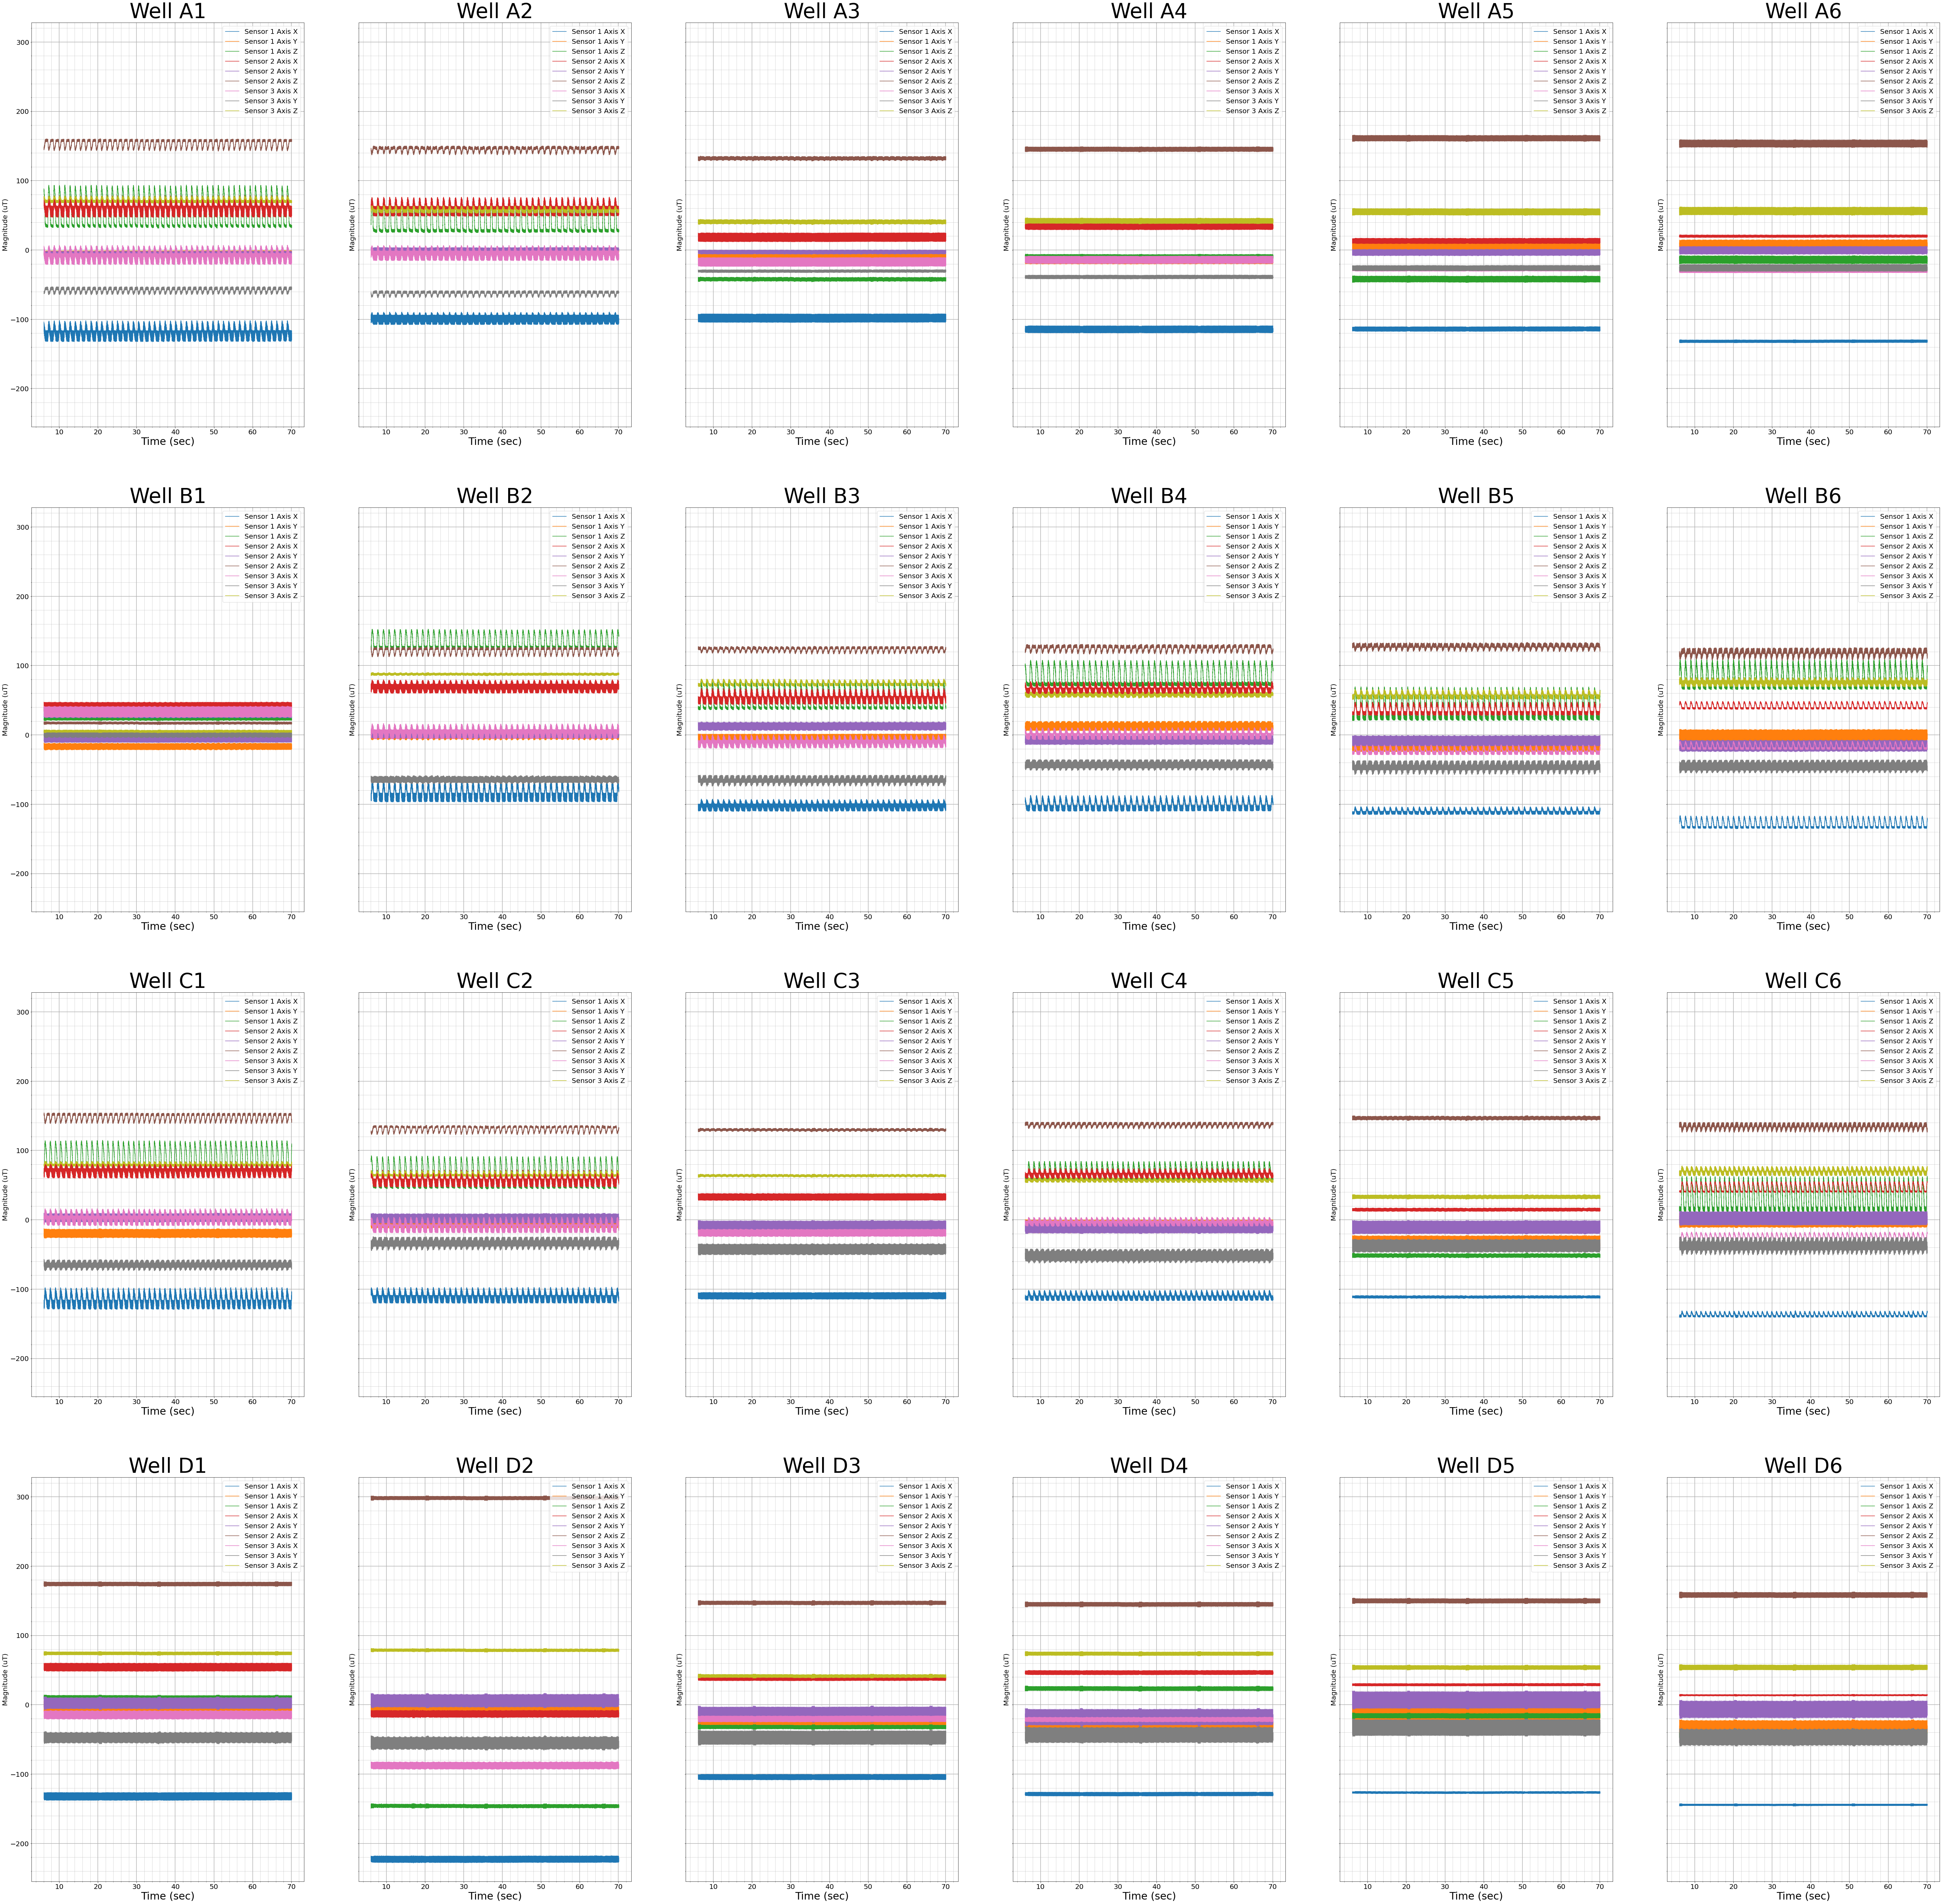 Well A1
Sensor 1 Axis X
Sensor 1 Axis Y
Sensor 1 Axis Z
Sensor 2 Axis X
Sensor 2 Axis Y
Sensor 2 Axis Z
Sensor 3 Axis X
Sensor 3 Axis Y
Sensor 3 Axis Z
300
200
100
0
−100
−200
Magnitude (uT)
10 20 30 40 50 60 70
Time (sec)
Well A2
Sensor 1 Axis X
Sensor 1 Axis Y
Sensor 1 Axis Z
Sensor 2 Axis X
Sensor 2 Axis Y
Sensor 2 Axis Z
Sensor 3 Axis X
Sensor 3 Axis Y
Sensor 3 Axis Z
Magnitude (uT)
10 20 30 40 50 60 70
Time (sec)
Well A3
Sensor 1 Axis X
Sensor 1 Axis Y
Sensor 1 Axis Z
Sensor 2 Axis X
Sensor 2 Axis Y
Sensor 2 Axis Z
Sensor 3 Axis X
Sensor 3 Axis Y
Sensor 3 Axis Z
Magnitude (uT)
10 20 30 40 50 60 70
Time (sec)
Well A4
Sensor 1 Axis X
Sensor 1 Axis Y
Sensor 1 Axis Z
Sensor 2 Axis X
Sensor 2 Axis Y
Sensor 2 Axis Z
Sensor 3 Axis X
Sensor 3 Axis Y
Sensor 3 Axis Z
Magnitude (uT)
10 20 30 40 50 60 70
Time (sec)
Well A5
Sensor 1 Axis X
Sensor 1 Axis Y
Sensor 1 Axis Z
Sensor 2 Axis X
Sensor 2 Axis Y
Sensor 2 Axis Z
Sensor 3 Axis X
Sensor 3 Axis Y
Sensor 3 Axis Z
Magnitude (uT)
10 20 30 40 50 60 70
Time (sec)
Well A6
Sensor 1 Axis X
Sensor 1 Axis Y
Sensor 1 Axis Z
Sensor 2 Axis X
Sensor 2 Axis Y
Sensor 2 Axis Z
Sensor 3 Axis X
Sensor 3 Axis Y
Sensor 3 Axis Z
Magnitude (uT)
10 20 30 40 50 60 70
Time (sec)
Well B1
Sensor 1 Axis X
Sensor 1 Axis Y
Sensor 1 Axis Z
Sensor 2 Axis X
Sensor 2 Axis Y
Sensor 2 Axis Z
Sensor 3 Axis X
Sensor 3 Axis Y
Sensor 3 Axis Z
300
200
100
0
−100
−200
Magnitude (uT)
10 20 30 40 50 60 70
Time (sec)
Well B2
Sensor 1 Axis X
Sensor 1 Axis Y
Sensor 1 Axis Z
Sensor 2 Axis X
Sensor 2 Axis Y
Sensor 2 Axis Z
Sensor 3 Axis X
Sensor 3 Axis Y
Sensor 3 Axis Z
Magnitude (uT)
10 20 30 40 50 60 70
Time (sec)
Well B3
Sensor 1 Axis X
Sensor 1 Axis Y
Sensor 1 Axis Z
Sensor 2 Axis X
Sensor 2 Axis Y
Sensor 2 Axis Z
Sensor 3 Axis X
Sensor 3 Axis Y
Sensor 3 Axis Z
Magnitude (uT)
10 20 30 40 50 60 70
Time (sec)
Well B4
Sensor 1 Axis X
Sensor 1 Axis Y
Sensor 1 Axis Z
Sensor 2 Axis X
Sensor 2 Axis Y
Sensor 2 Axis Z
Sensor 3 Axis X
Sensor 3 Axis Y
Sensor 3 Axis Z
Magnitude (uT)
10 20 30 40 50 60 70
Time (sec)
Well B5
Sensor 1 Axis X
Sensor 1 Axis Y
Sensor 1 Axis Z
Sensor 2 Axis X
Sensor 2 Axis Y
Sensor 2 Axis Z
Sensor 3 Axis X
Sensor 3 Axis Y
Sensor 3 Axis Z
Magnitude (uT)
10 20 30 40 50 60 70
Time (sec)
Well B6
Sensor 1 Axis X
Sensor 1 Axis Y
Sensor 1 Axis Z
Sensor 2 Axis X
Sensor 2 Axis Y
Sensor 2 Axis Z
Sensor 3 Axis X
Sensor 3 Axis Y
Sensor 3 Axis Z
Magnitude (uT)
10 20 30 40 50 60 70
Time (sec)
Well C1
Sensor 1 Axis X
Sensor 1 Axis Y
Sensor 1 Axis Z
Sensor 2 Axis X
Sensor 2 Axis Y
Sensor 2 Axis Z
Sensor 3 Axis X
Sensor 3 Axis Y
Sensor 3 Axis Z
300
200
100
0
−100
−200
Magnitude (uT)
10 20 30 40 50 60 70
Time (sec)
Well C2
Sensor 1 Axis X
Sensor 1 Axis Y
Sensor 1 Axis Z
Sensor 2 Axis X
Sensor 2 Axis Y
Sensor 2 Axis Z
Sensor 3 Axis X
Sensor 3 Axis Y
Sensor 3 Axis Z
Magnitude (uT)
10 20 30 40 50 60 70
Time (sec)
Well C3
Sensor 1 Axis X
Sensor 1 Axis Y
Sensor 1 Axis Z
Sensor 2 Axis X
Sensor 2 Axis Y
Sensor 2 Axis Z
Sensor 3 Axis X
Sensor 3 Axis Y
Sensor 3 Axis Z
Magnitude (uT)
10 20 30 40 50 60 70
Time (sec)
Well C4
Sensor 1 Axis X
Sensor 1 Axis Y
Sensor 1 Axis Z
Sensor 2 Axis X
Sensor 2 Axis Y
Sensor 2 Axis Z
Sensor 3 Axis X
Sensor 3 Axis Y
Sensor 3 Axis Z
Magnitude (uT)
10 20 30 40 50 60 70
Time (sec)
Well C5
Sensor 1 Axis X
Sensor 1 Axis Y
Sensor 1 Axis Z
Sensor 2 Axis X
Sensor 2 Axis Y
Sensor 2 Axis Z
Sensor 3 Axis X
Sensor 3 Axis Y
Sensor 3 Axis Z
Magnitude (uT)
10 20 30 40 50 60 70
Time (sec)
Well C6
Sensor 1 Axis X
Sensor 1 Axis Y
Sensor 1 Axis Z
Sensor 2 Axis X
Sensor 2 Axis Y
Sensor 2 Axis Z
Sensor 3 Axis X
Sensor 3 Axis Y
Sensor 3 Axis Z
Magnitude (uT)
10 20 30 40 50 60 70
Time (sec)
Well D1
Sensor 1 Axis X
Sensor 1 Axis Y
Sensor 1 Axis Z
Sensor 2 Axis X
Sensor 2 Axis Y
Sensor 2 Axis Z
Sensor 3 Axis X
Sensor 3 Axis Y
Sensor 3 Axis Z
300
200
100
0
−100
−200
Magnitude (uT)
10 20 30 40 50 60 70
Time (sec)
Well D2
Sensor 1 Axis X
Sensor 1 Axis Y
Sensor 1 Axis Z
Sensor 2 Axis X
Sensor 2 Axis Y
Sensor 2 Axis Z
Sensor 3 Axis X
Sensor 3 Axis Y
Sensor 3 Axis Z
Magnitude (uT)
10 20 30 40 50 60 70
Time (sec)
Well D3
Sensor 1 Axis X
Sensor 1 Axis Y
Sensor 1 Axis Z
Sensor 2 Axis X
Sensor 2 Axis Y
Sensor 2 Axis Z
Sensor 3 Axis X
Sensor 3 Axis Y
Sensor 3 Axis Z
Magnitude (uT)
10 20 30 40 50 60 70
Time (sec)
Well D4
Sensor 1 Axis X
Sensor 1 Axis Y
Sensor 1 Axis Z
Sensor 2 Axis X
Sensor 2 Axis Y
Sensor 2 Axis Z
Sensor 3 Axis X
Sensor 3 Axis Y
Sensor 3 Axis Z
Magnitude (uT)
10 20 30 40 50 60 70
Time (sec)
Well D5
Sensor 1 Axis X
Sensor 1 Axis Y
Sensor 1 Axis Z
Sensor 2 Axis X
Sensor 2 Axis Y
Sensor 2 Axis Z
Sensor 3 Axis X
Sensor 3 Axis Y
Sensor 3 Axis Z
Magnitude (uT)
10 20 30 40 50 60 70
Time (sec)
Well D6
Sensor 1 Axis X
Sensor 1 Axis Y
Sensor 1 Axis Z
Sensor 2 Axis X
Sensor 2 Axis Y
Sensor 2 Axis Z
Sensor 3 Axis X
Sensor 3 Axis Y
Sensor 3 Axis Z
Magnitude (uT)
10 20 30 40 50 60 70
Time (sec)